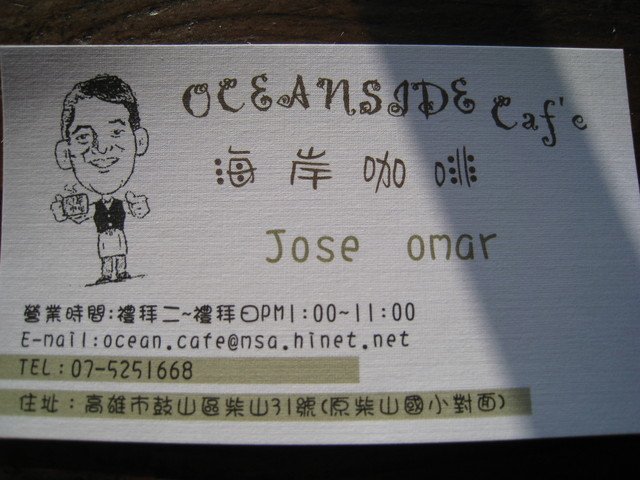 OCEANSIDE Caf'e
海岸咖啡
Jose omar
營業時間:禮拜二~禮拜日PM1:00~11:00
E-mail:ocean.cafe@msa.hinet.net
TEL:07-5251668
住址:高雄市鼓山區柴山31號(原柴山國小對面)